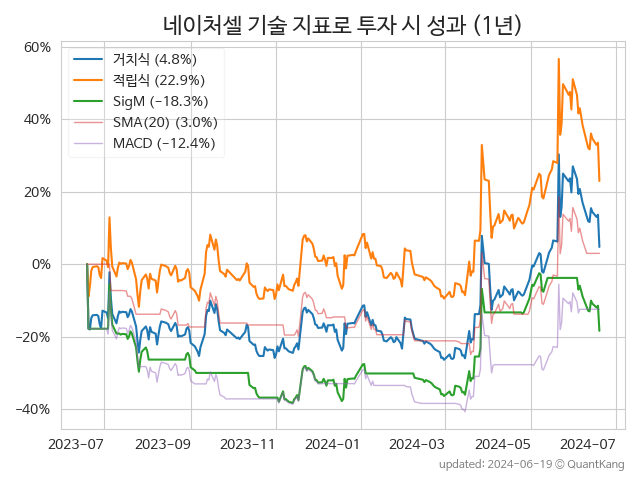 네이처셀 기술 지표로 투자 시 성과 (1년)
거치식 (4.8%)
적립식 (22.9%)
SigM (−18.3%)
SMA(20) (3.0%)
MACD (−12.4%)
60%
40%
20%
0%
−20%
−40%
2023-07 2023-09 2023-11 2024-01 2024-03 2024-05 2024-07
updated: 2024-06-19 © QuantKang